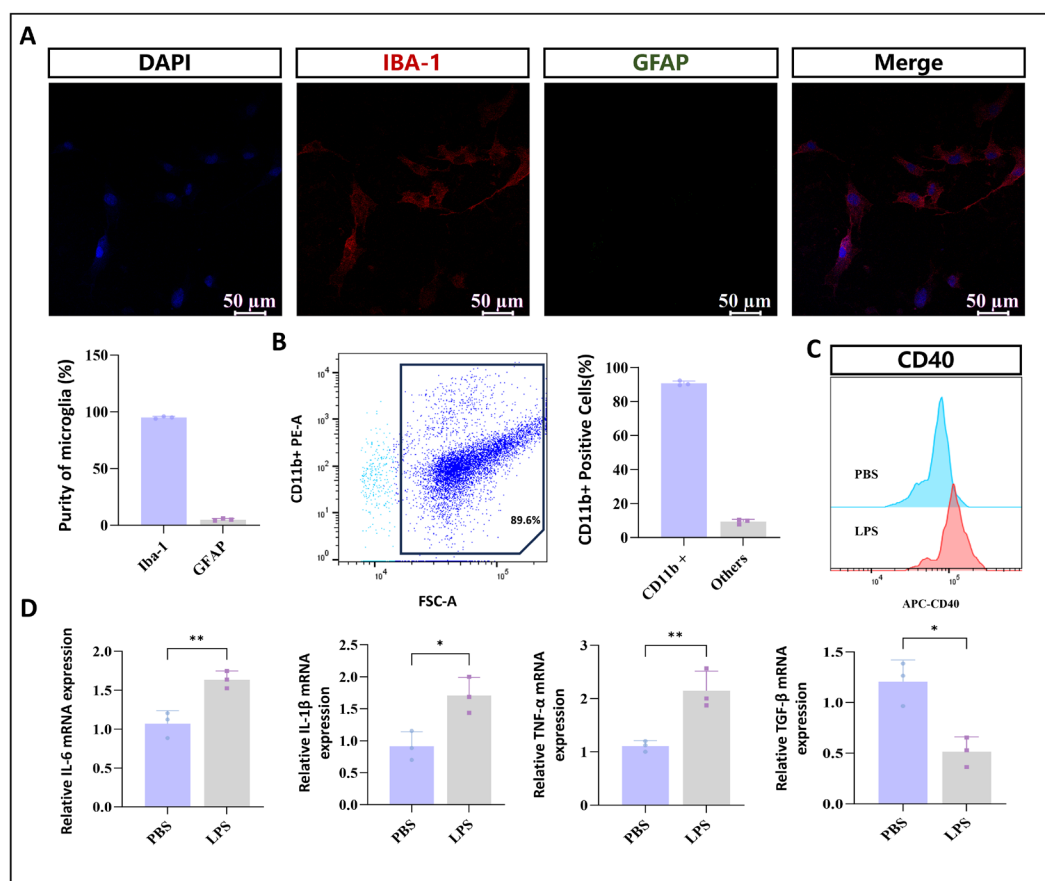 A
DAPI
IBA-1
GFAP
Merge
50 µm
50 µm
50 µm
50 µm
Purity of microglia (%)
150
100
50
0
Iba-1
GFAP
B
CD11b+ PE-A
10⁴
10³
10²
10¹
10⁰
89.6%
10⁴
10⁵
FSC-A
CD11b+ Positive Cells(%)
100
80
60
40
20
0
CD11b +
Others
C
CD40
PBS
LPS
10⁴
10⁵
APC-CD40
D
Relative IL-6 mRNA expression
2.0
1.5
1.0
0.5
0.0
**
PBS
LPS
Relative IL-1β mRNA
expression
2.5
2.0
1.5
1.0
0.5
0.0
*
PBS
LPS
Relative TNF-α mRNA
expression
3
2
1
0
**
PBS
LPS
Relative TGF-β mRNA
expression
1.5
1.0
0.5
0.0
*
PBS
LPS